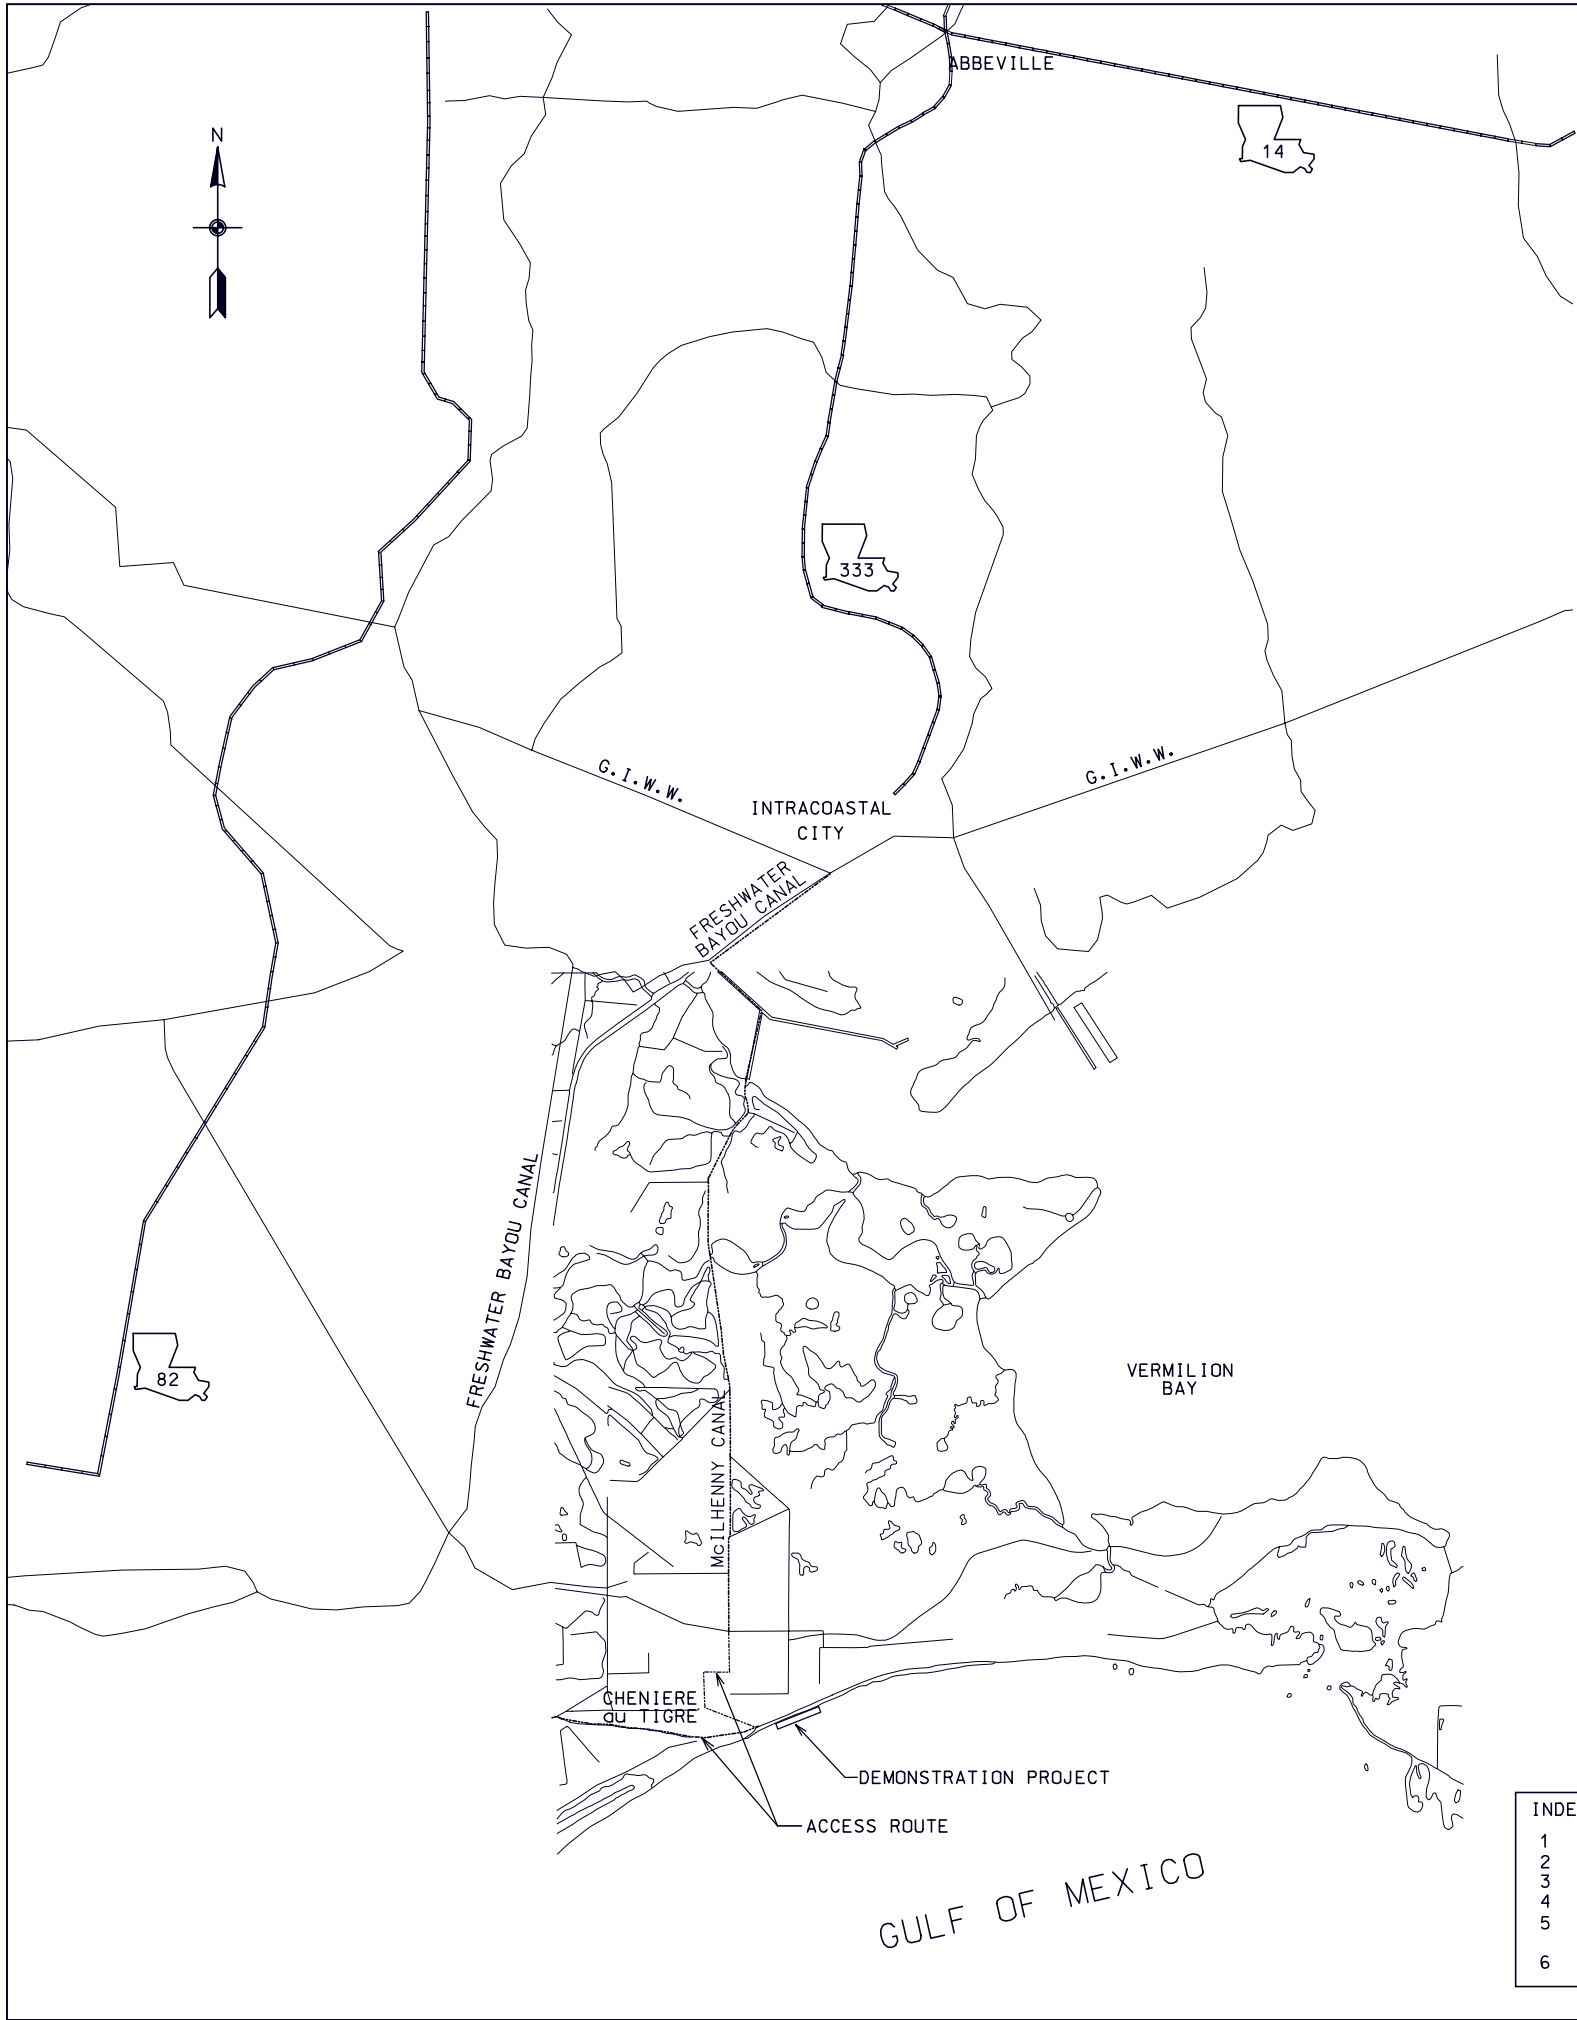 ABBEVILLE
N
14
333
G.I.W.W.
G.I.W.W.
INTRACOASTAL
CITY
FRESHWATER
BAYOU CANAL
FRESHWATER BAYOU CANAL
82
VERMILION
BAY
McILHENNY CANAL
CHENIERE
au TIGRE
DEMONSTRATION PROJECT
ACCESS ROUTE
GULF OF MEXICO
INDE
1
2
3
4
5
6